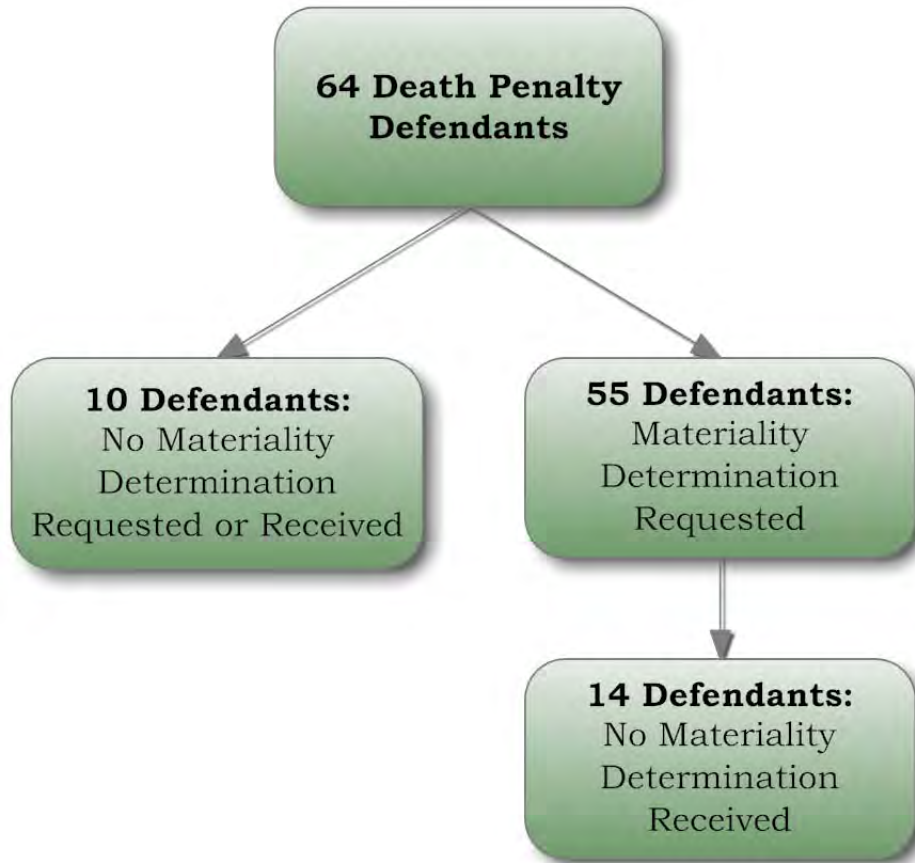 64 Death Penalty
Defendants
10 Defendants:
No Materiality
Determination
Requested or Received
55 Defendants:
Materiality
Determination
Requested
14 Defendants:
No Materiality
Determination
Received